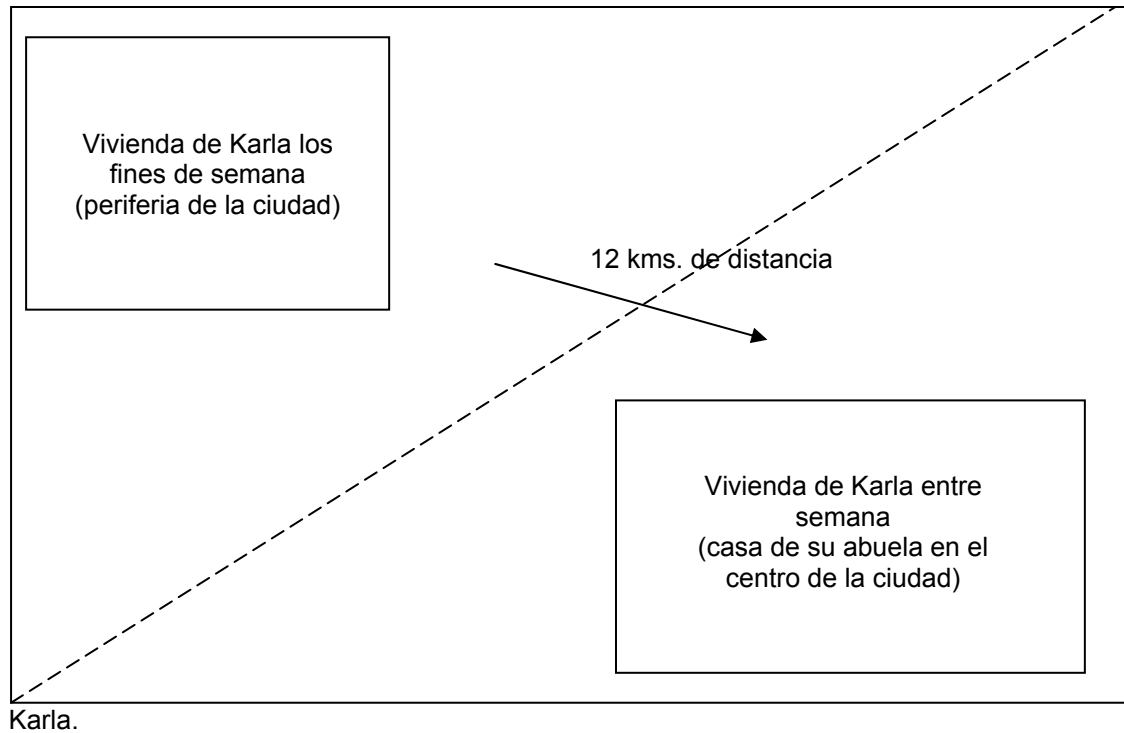 Vivienda de Karla los
fines de semana
(periferia de la ciudad)
12 kms. de distancia
Vivienda de Karla entre
semana
(casa de su abuela en el
centro de la ciudad)
Karla.